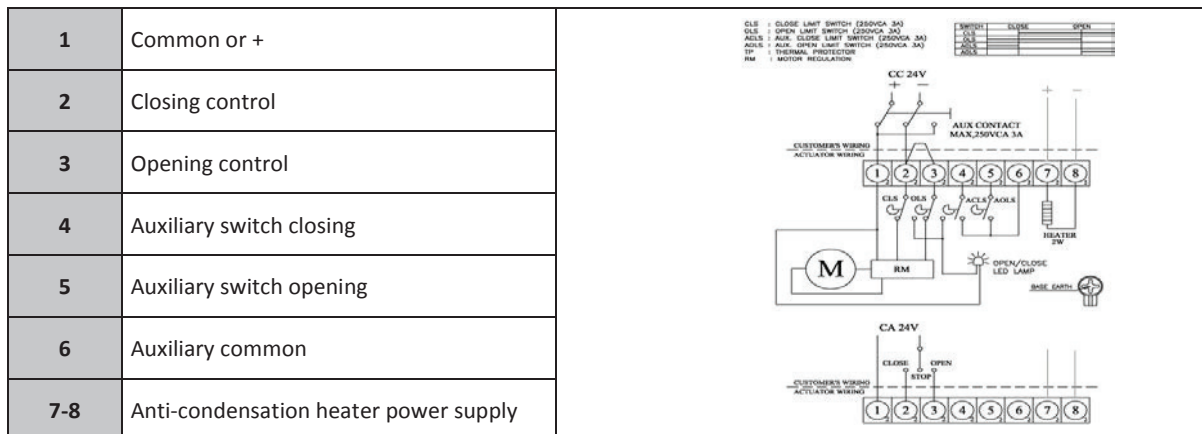 1 Common or +
2 Closing control
3 Opening control
4 Auxiliary switch closing
5 Auxiliary switch opening
6 Auxiliary common
7-8 Anti-condensation heater power supply
CLS : CLOSE LIMIT SWITCH (250VCA 3A)
OLS : OPEN LIMIT SWITCH (250VCA 3A)
ACLS : AUX. CLOSE LIMIT SWITCH (250VCA 3A)
AOLS : AUX. OPEN LIMIT SWITCH (250VCA 3A)
TP : THERMAL PROTECTOR
RM : MOTOR REGULATION
SWITCH CLOSE OPEN
CLS
OLS
ACLS
AOLS
CC 24V
+ - + -
AUX CONTACT
MAX,250VCA 3A
CUSTOMER'S WIRING
ACTUATOR WIRING
1 2 3 4 5 6 7 8
CLS OLS ACLS AOLS
HEATER
2W
M RM
OPEN/CLOSE
LED LAMP
BASE EARTH
CA 24V
CLOSE OPEN
STOP
CUSTOMER'S WIRING
ACTUATOR WIRING
1 2 3 4 5 6 7 8